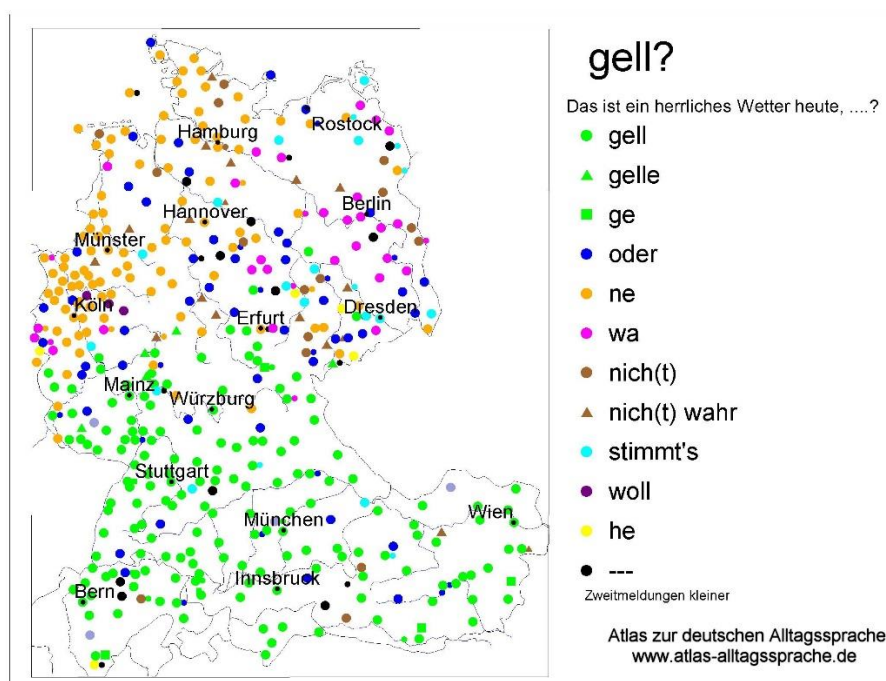 gell?
Das ist ein herrliches Wetter heute, ....?
gell
gelle
ge
oder
ne
wa
nich(t)
nich(t) wahr
stimmt's
woll
he
---
Zweitmeldungen kleiner
Atlas zur deutschen Alltagssprache
www.atlas-alltagssprache.de
Rostock
Hamburg
Berlin
Hannover
Münster
Köln
Erfurt
Dresden
Mainz
Würzburg
Stuttgart
Wien
München
Innsbruck
Bern